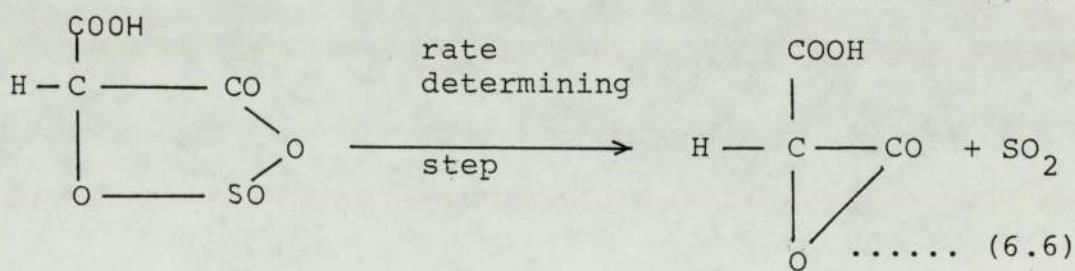 COOH
rate
determining
step
H — C — CO
O
O — SO
COOH
H — C — CO + SO2
O ...... (6.6)